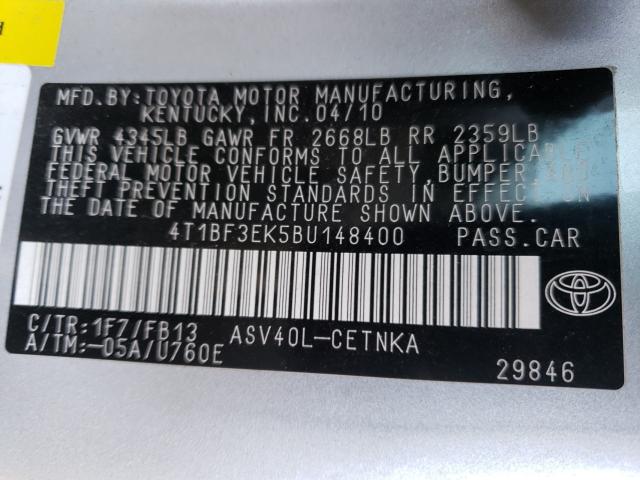 MFD.BY:TOYOTA MOTOR MANUFACTURING,
KENTUCKY, INC. 04/10
GVWR 4345LB GAWR FR 2668LB RR 2359LB
THIS VEHICLE CONFORMS TO ALL APPLICABLE
FEDERAL MOTOR VEHICLE SAFETY, BUMPER, AND
THEFT PREVENTION STANDARDS IN EFFECT ON
THE DATE OF MANUFACTURE SHOWN ABOVE.
4T1BF3EK5BU148400 PASS.CAR
C/TR:1F7/FB13 ASV40L-CETNKA
A/TM:-05A/U760E
29846